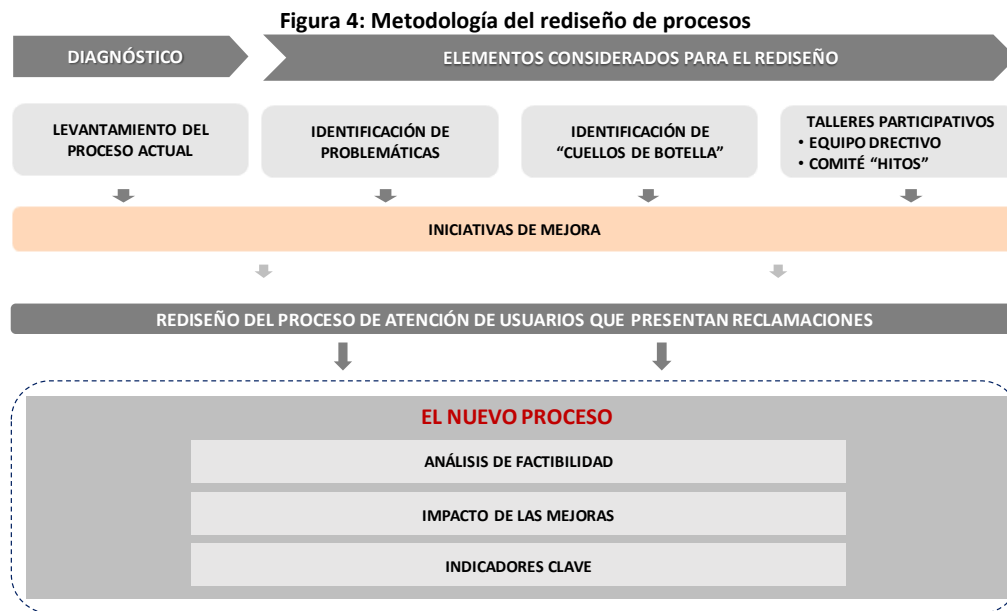 Figura 4: Metodología del rediseño de procesos
DIAGNÓSTICO
ELEMENTOS CONSIDERADOS PARA EL REDISEÑO
LEVANTAMIENTO DEL
PROCESO ACTUAL
IDENTIFICACIÓN DE
PROBLEMÁTICAS
IDENTIFICACIÓN DE
“CUELLOS DE BOTELLA”
TALLERES PARTICIPATIVOS
• EQUIPO DRECTIVO
• COMITÉ “HITOS”
INICIATIVAS DE MEJORA
REDISEÑO DEL PROCESO DE ATENCIÓN DE USUARIOS QUE PRESENTAN RECLAMACIONES
EL NUEVO PROCESO
ANÁLISIS DE FACTIBILIDAD
IMPACTO DE LAS MEJORAS
INDICADORES CLAVE